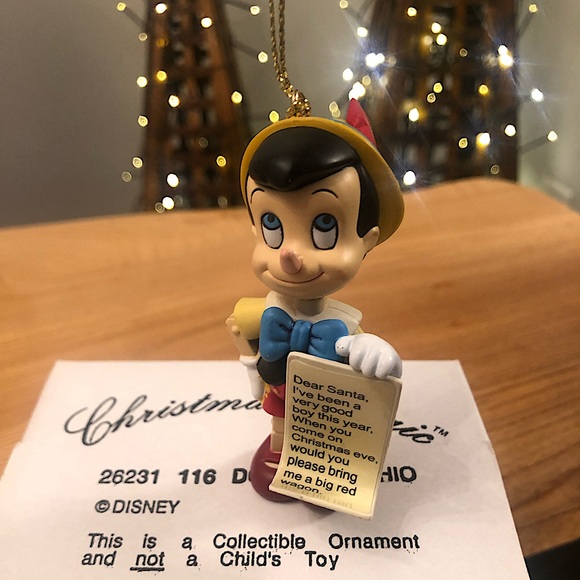 Dear Santa,
I've been a
very good
boy this year.
When you
come on
Christmas eve,
would you
please bring
me a big red
wagon.
Christma
26231 116
©DISNEY
This is a Collectible Ornament
and not a Child's Toy